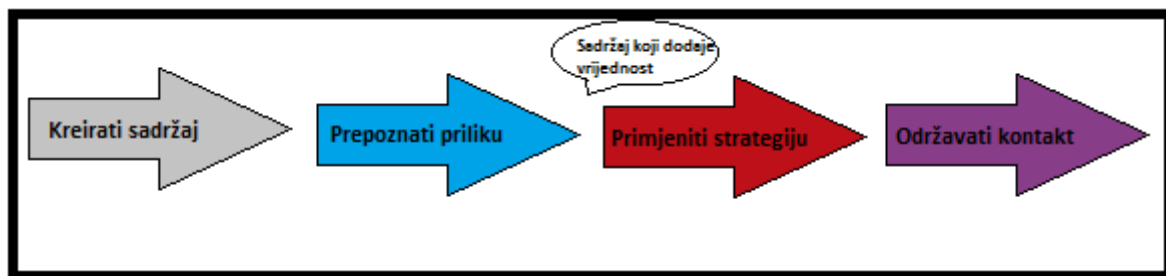 Sadržaj koji dodaje
vrijednost
Kreirati sadržaj
Prepoznati priliku
Primjeniti strategiju
Održavati kontakt